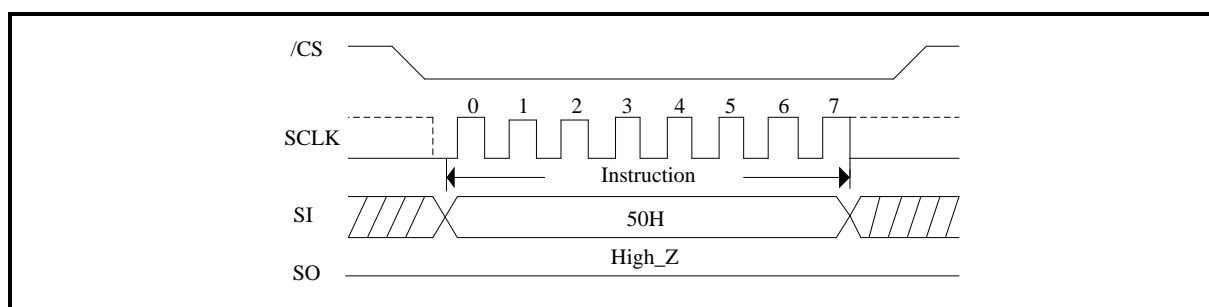 /CS
0 1 2 3 4 5 6 7
SCLK
Instruction
SI
50H
High_Z
SO